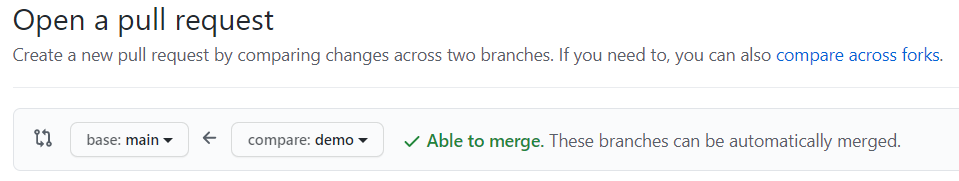 Open a pull request
Create a new pull request by comparing changes across two branches. If you need to, you can also compare across forks.
base: main compare: demo Able to merge. These branches can be automatically merged.